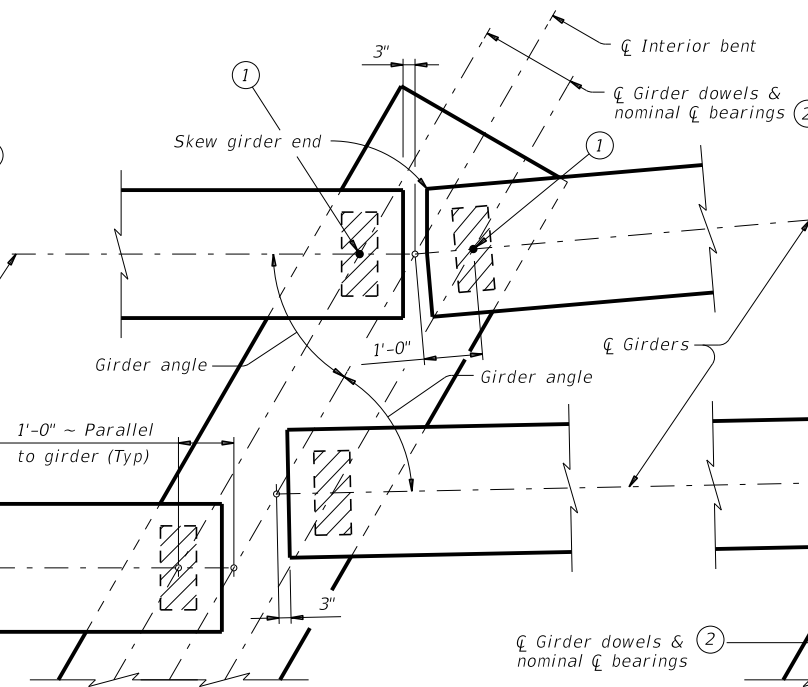 ℄ Interior bent
3"
1
℄ Girder dowels &
nominal ℄ bearings 2
Skew girder end
1
1'-0"
℄ Girders
Girder angle
Girder angle
1'-0" ~ Parallel
to girder (Typ)
3"
℄ Girder dowels & 2
nominal ℄ bearings